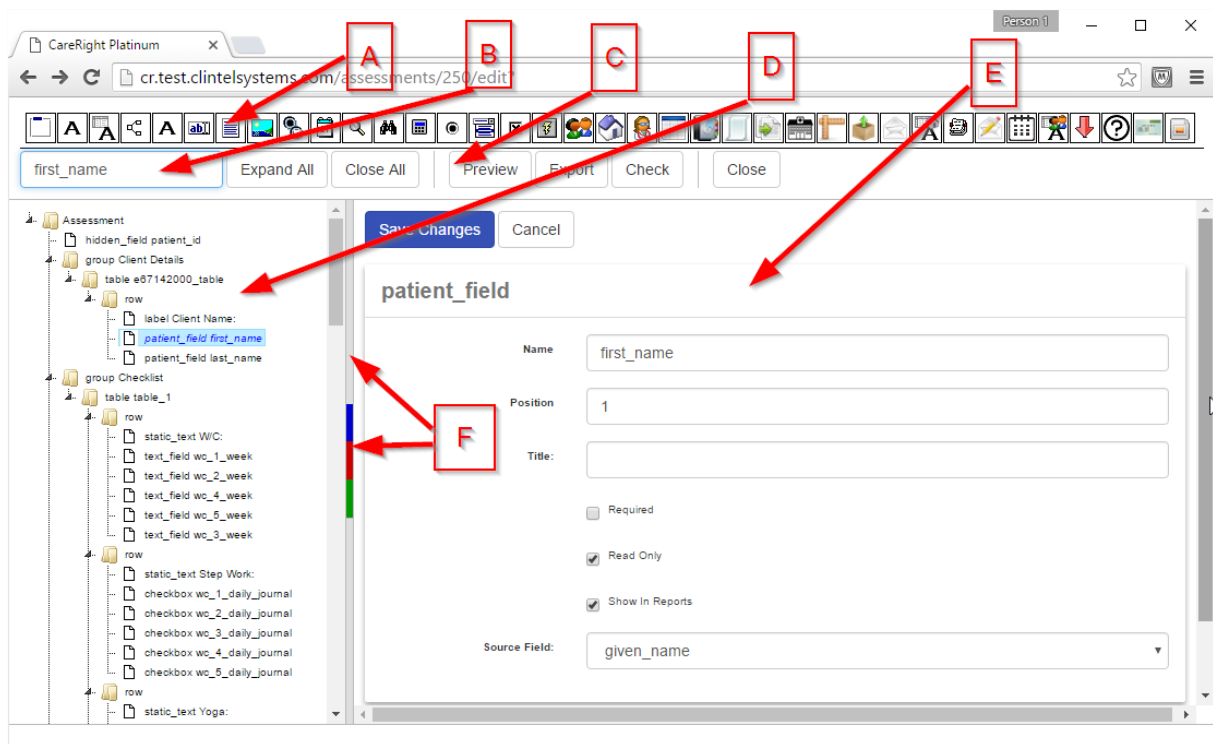 Person 1
CareRight Platinum
cr.test.clintelsystems.com/assessments/250/edit?
A
B
C
D
E
first_name
Expand All
Close All
Preview
Export
Check
Close
Assessment
hidden_field patient_id
group Client Details
table e67142000_table
row
label Client Name:
patient_field first_name
patient_field last_name
group Checklist
table table_1
row
static_text W/C:
text_field wc_1_week
text_field wc_2_week
text_field wc_4_week
text_field wc_5_week
text_field wc_3_week
row
static_text Step Work:
checkbox wc_1_daily_journal
checkbox wc_2_daily_journal
checkbox wc_3_daily_journal
checkbox wc_4_daily_journal
checkbox wc_5_daily_journal
row
static_text Yoga:
F
Save Changes
Cancel
patient_field
Name
first_name
Position
1
Title:
Required
Read Only
Show In Reports
Source Field:
given_name